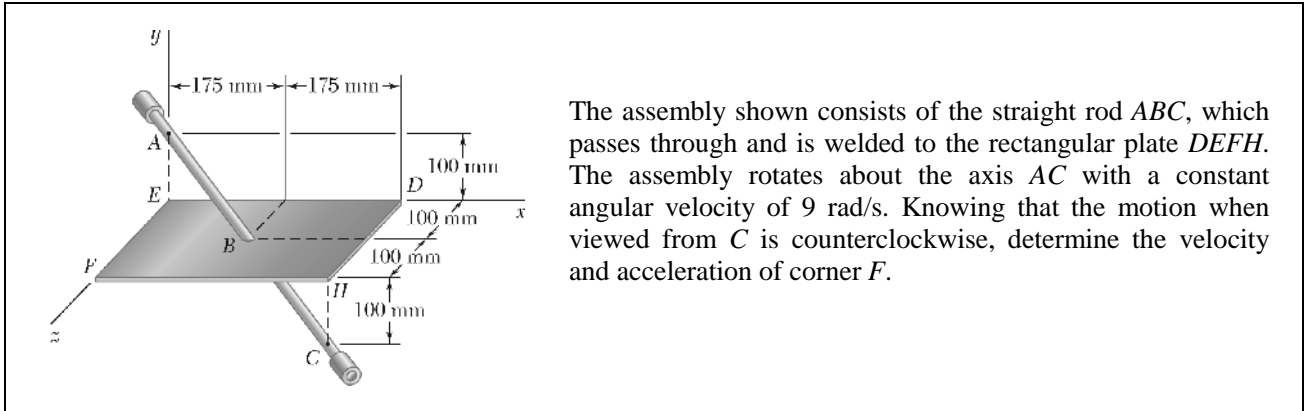 y
175 mm 175 mm
The assembly shown consists of the straight rod ABC, which
passes through and is welded to the rectangular plate DEFH.
The assembly rotates about the axis AC with a constant
angular velocity of 9 rad/s. Knowing that the motion when
viewed from C is counterclockwise, determine the velocity
and acceleration of corner F.
A
100 mm
E
D
x
100 mm
B
100 mm
F
H
100 mm
z
C